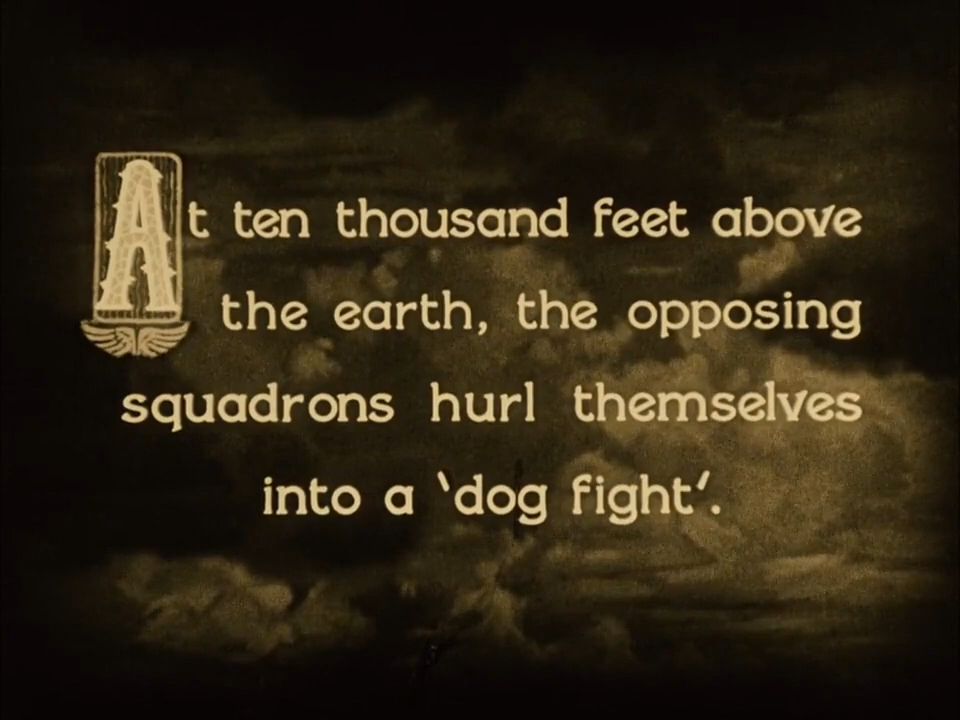 At ten thousand feet above
the earth, the opposing
squadrons hurl themselves
into a ‘dog fight’.